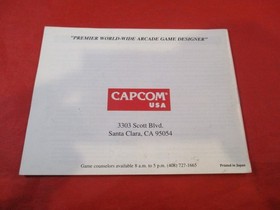 "PREMIER WORLD-WIDE ARCADE GAME DESIGNER"
CAPCOM®
USA
3303 Scott Blvd.
Santa Clara, CA 95054
Game counselors available 8 a.m. to 5 p.m. (408) 727-1665
Printed in Japan